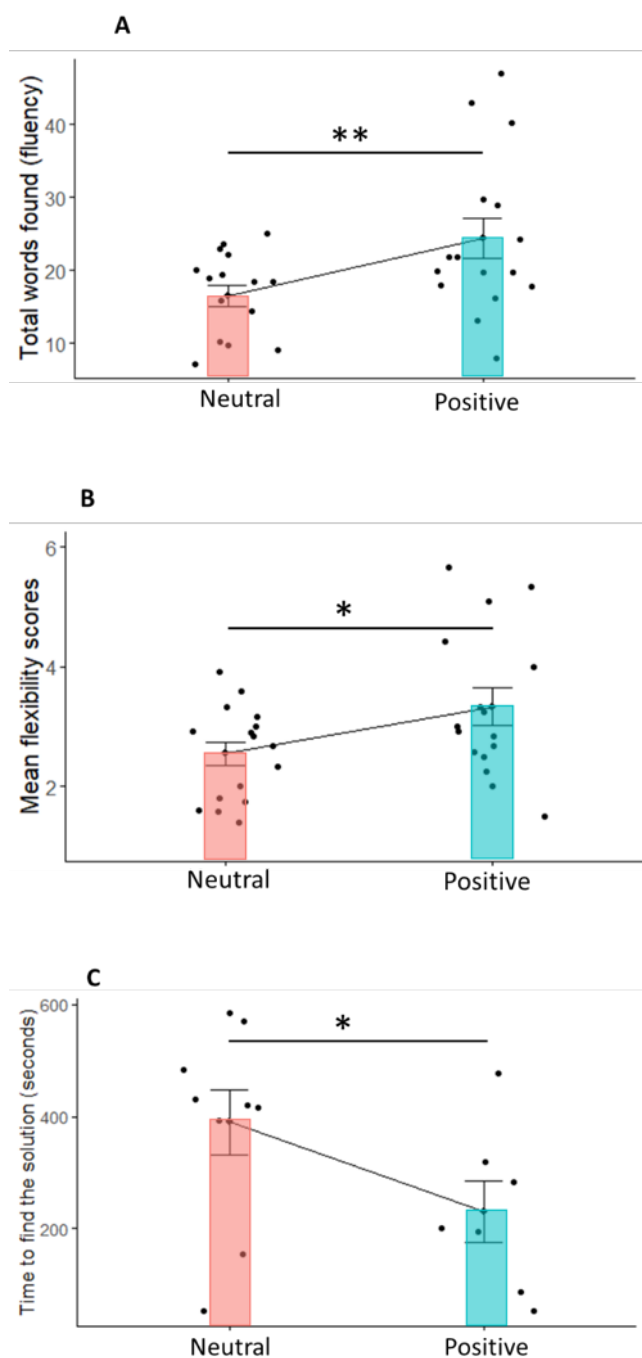 A
Total words found (fluency)
40
30
20
10
**
Neutral
Positive
B
Mean flexibility scores
6
4
2
*
Neutral
Positive
C
Time to find the solution (seconds)
600
400
200
*
Neutral
Positive